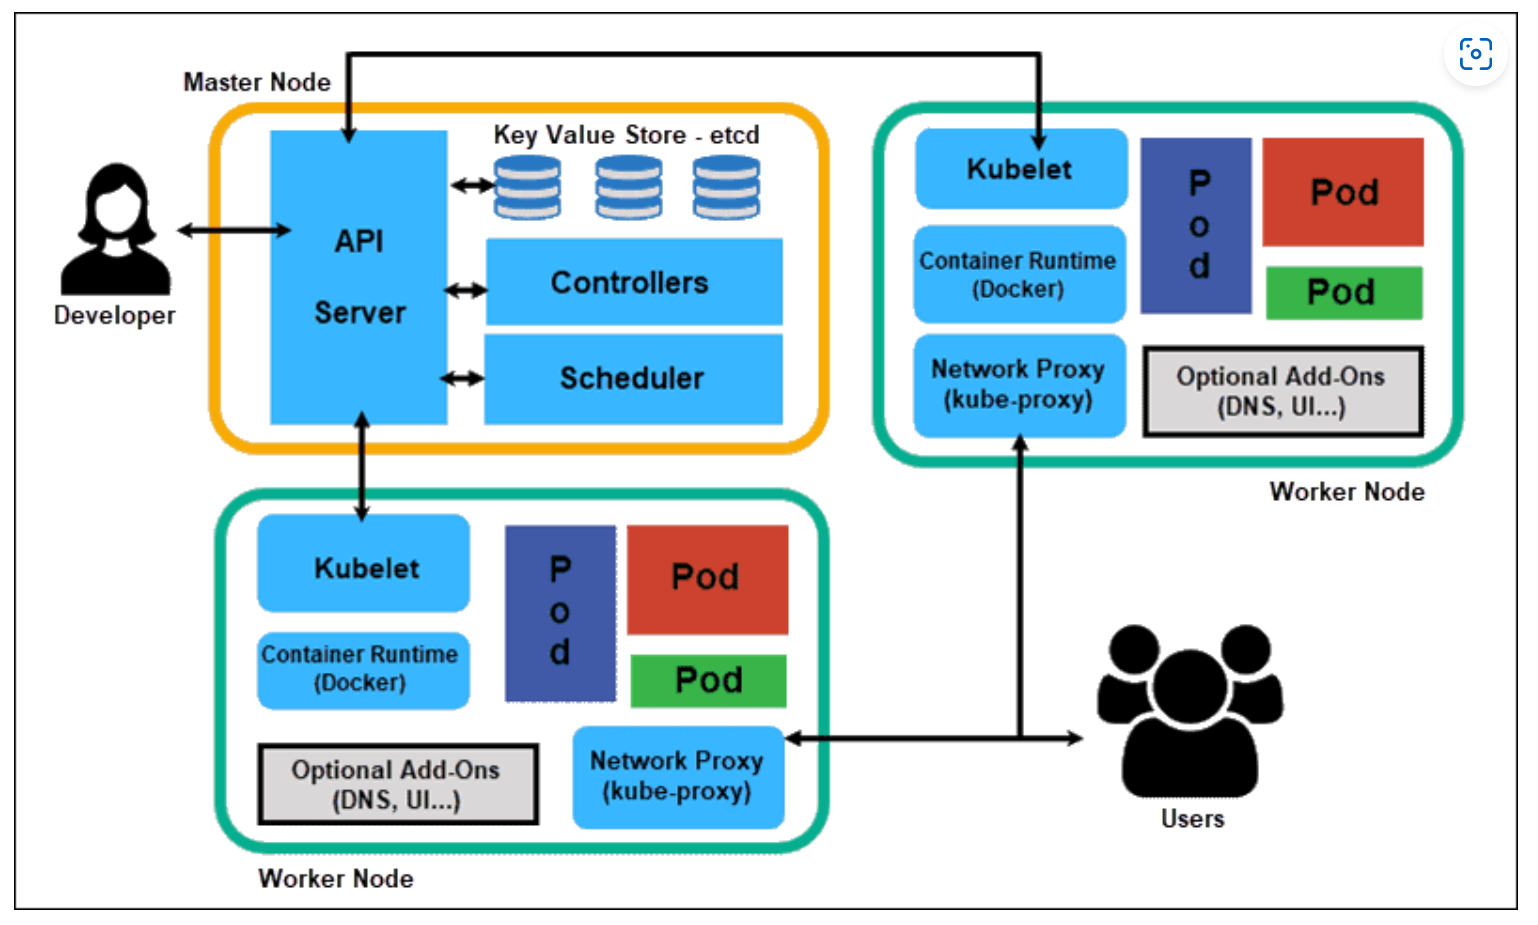 Master Node
Key Value Store - etcd
API
Server
Controllers
Scheduler
Developer
Kubelet
Container Runtime
(Docker)
Network Proxy
(kube-proxy)
P
o
d
Pod
Pod
Optional Add-Ons
(DNS, UI...)
Worker Node
Kubelet
Container Runtime
(Docker)
P
o
d
Pod
Pod
Optional Add-Ons
(DNS, UI...)
Network Proxy
(kube-proxy)
Worker Node
Users